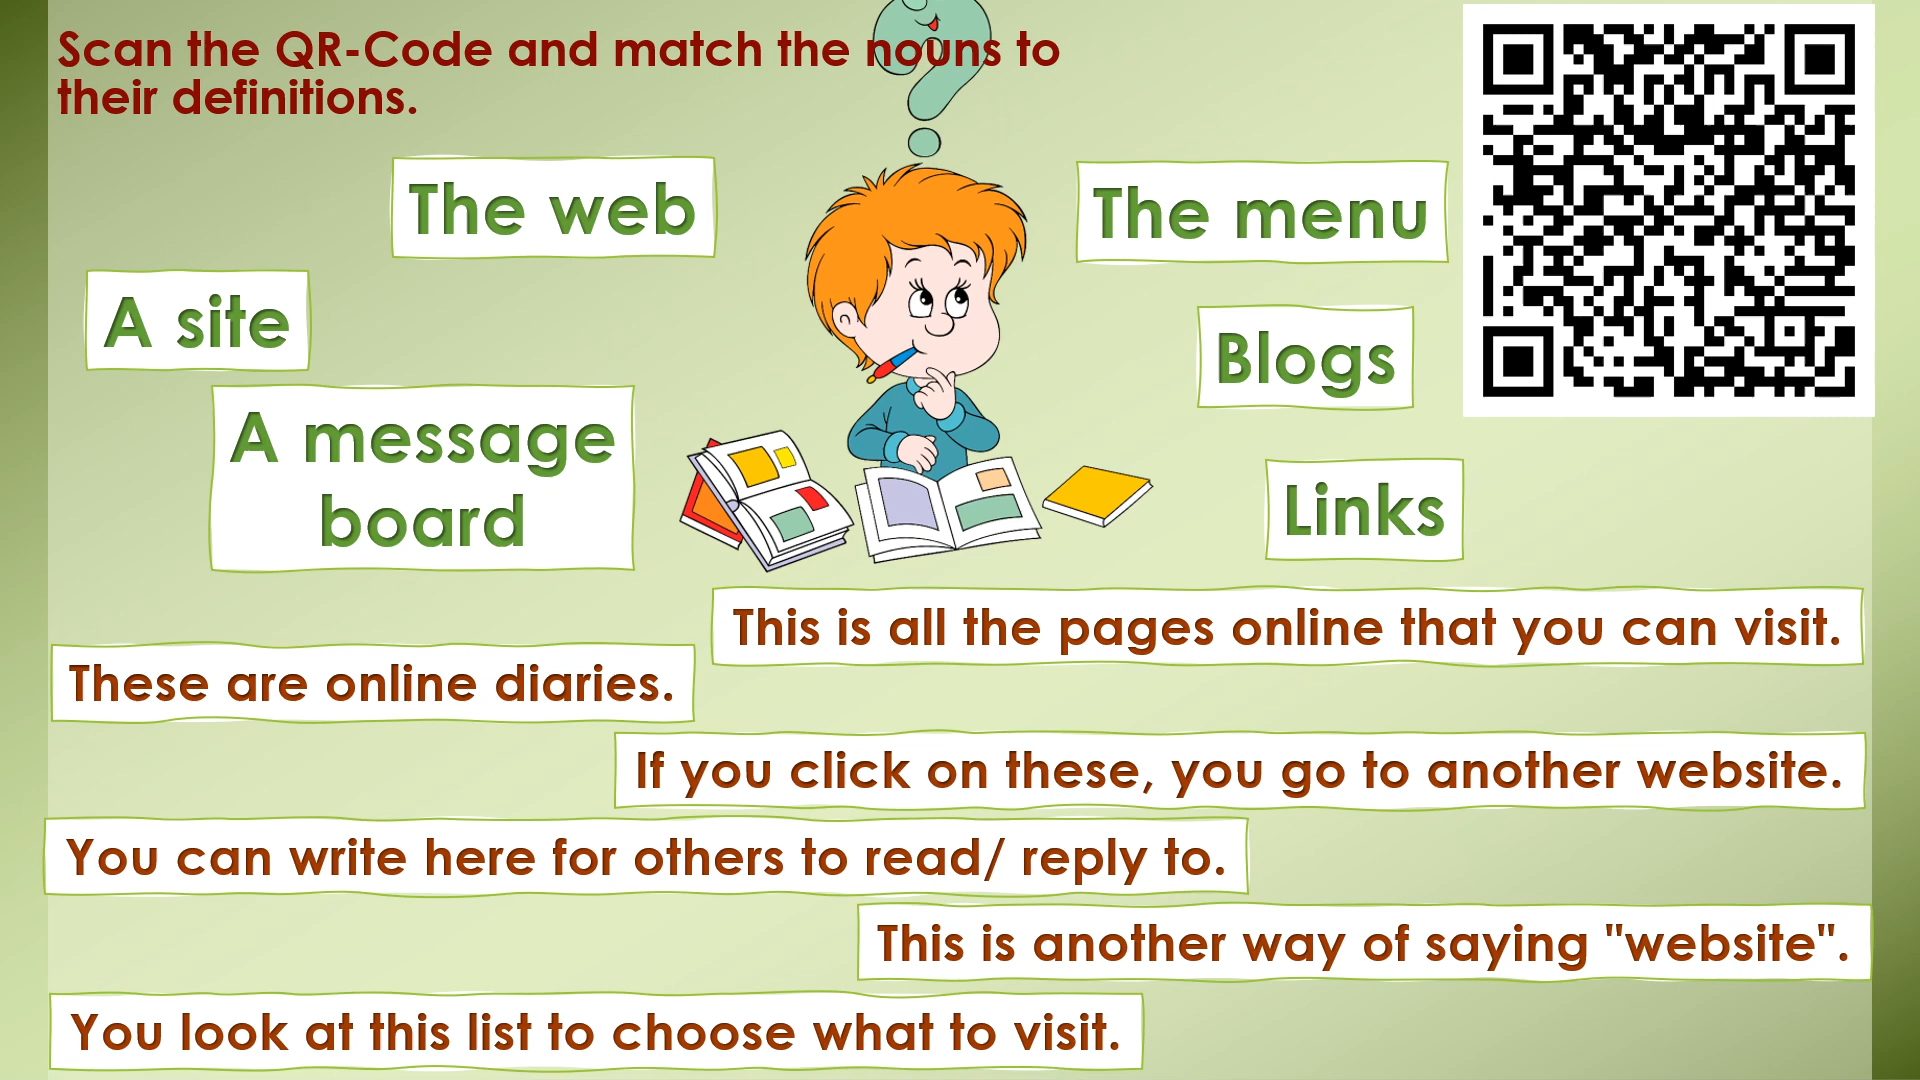 Scan the QR-Code and match the nouns to
their definitions.
The web
The menu
A site
Blogs
A message
board
Links
This is all the pages online that you can visit.
These are online diaries.
If you click on these, you go to another website.
You can write here for others to read/ reply to.
This is another way of saying "website".
You look at this list to choose what to visit.